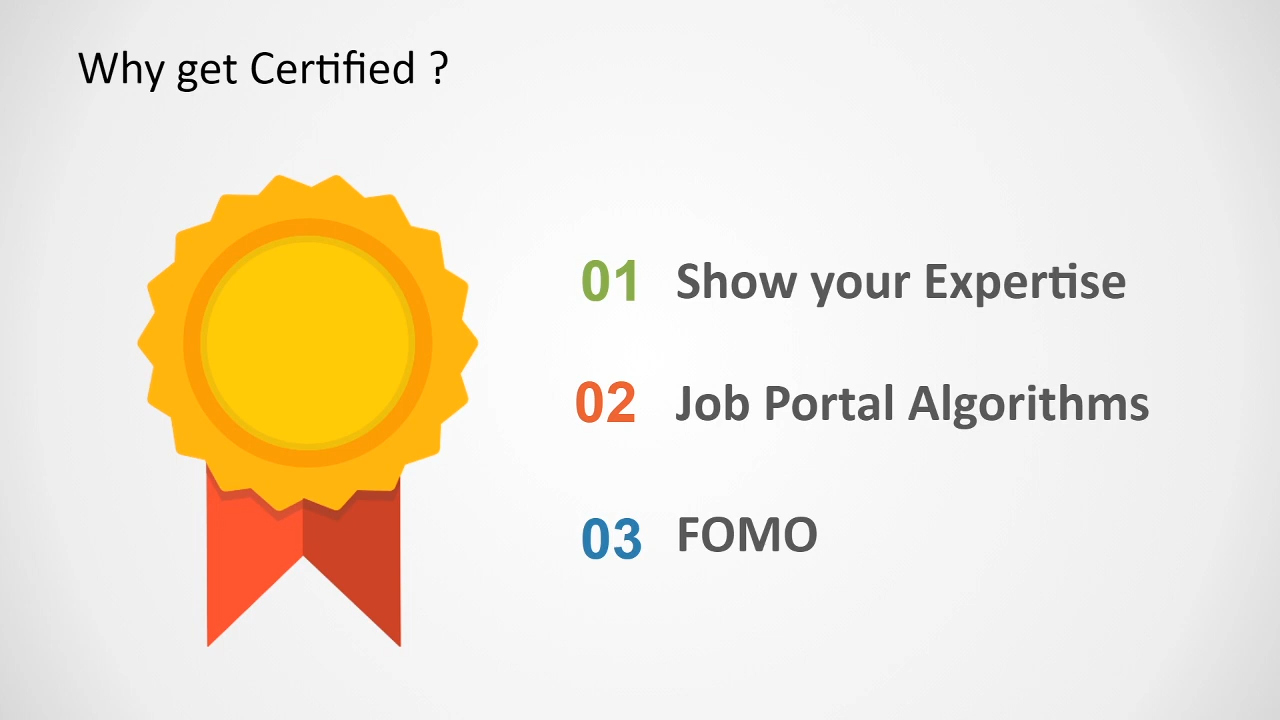 Why get Certified ?
01 Show your Expertise
02 Job Portal Algorithms
03 FOMO